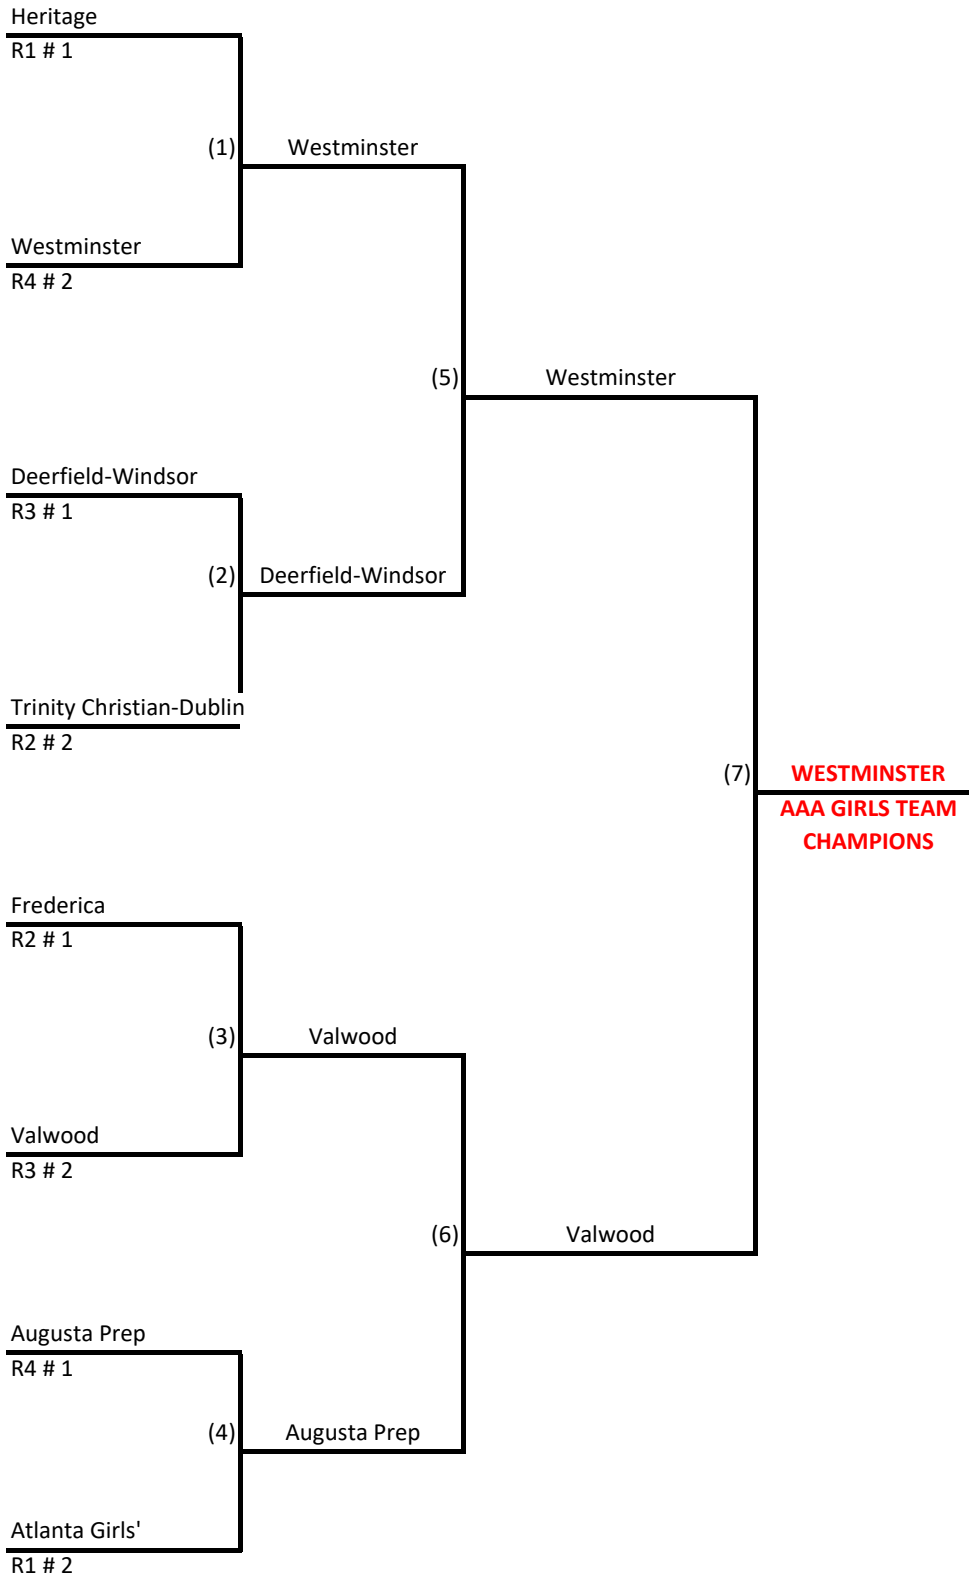 Heritage
R1 # 1
(1) Westminster
Westminster
R4 # 2
(5) Westminster
Deerfield-Windsor
R3 # 1
(2) Deerfield-Windsor
Trinity Christian-Dublin
R2 # 2
(7) WESTMINSTER
AAA GIRLS TEAM
CHAMPIONS
Frederica
R2 # 1
(3) Valwood
Valwood
R3 # 2
(6) Valwood
Augusta Prep
R4 # 1
(4) Augusta Prep
Atlanta Girls'
R1 # 2